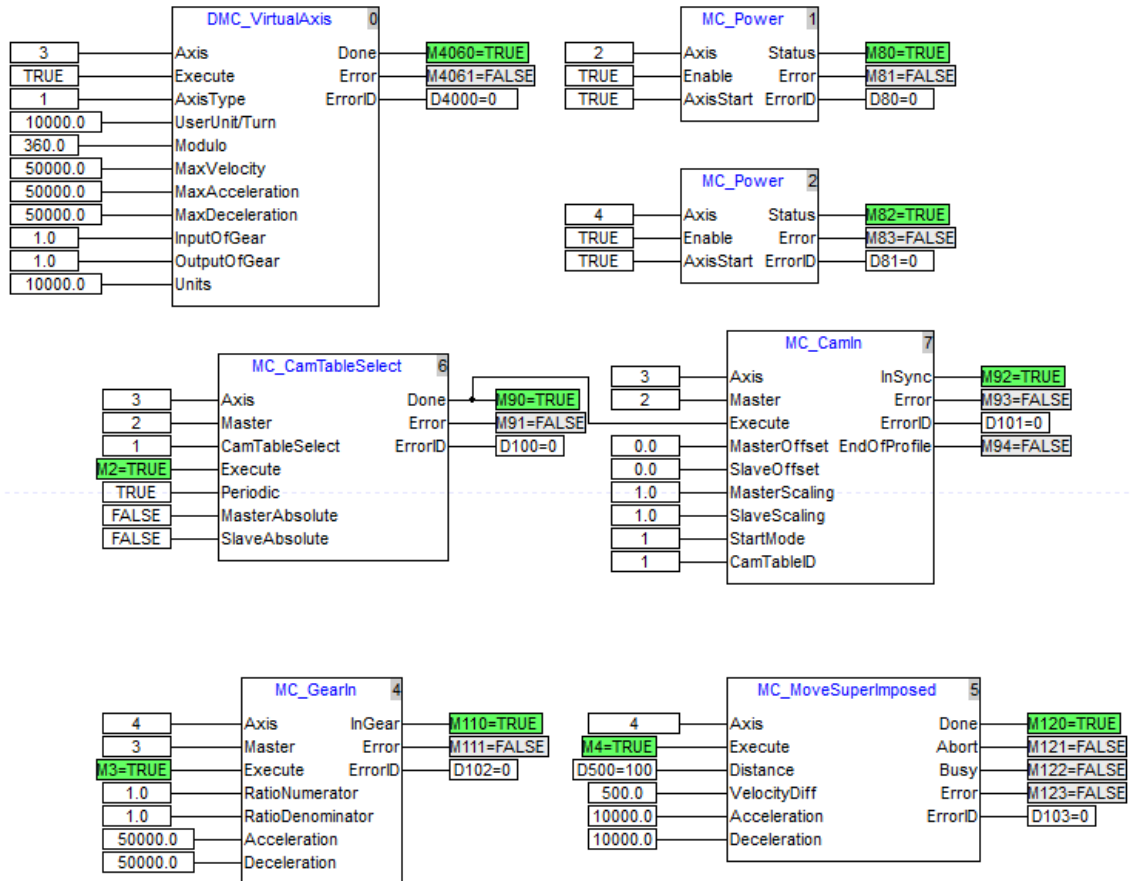 DMC_VirtualAxis 0
3 Axis Done M4060=TRUE
TRUE Execute Error M4061=FALSE
1 AxisType ErrorID D4000=0
10000.0 UserUnit/Turn
360.0 Modulo
50000.0 MaxVelocity
50000.0 MaxAcceleration
50000.0 MaxDeceleration
1.0 InputOfGear
1.0 OutputOfGear
10000.0 Units
MC_Power 1
2 Axis Status M80=TRUE
TRUE Enable Error M81=FALSE
TRUE AxisStart ErrorID D80=0
MC_Power 2
4 Axis Status M82=TRUE
TRUE Enable Error M83=FALSE
TRUE AxisStart ErrorID D81=0
MC_CamTableSelect 6
3 Axis Done M90=TRUE
2 Master Error M91=FALSE
1 CamTableSelect ErrorID D100=0
M2=TRUE Execute
TRUE Periodic
FALSE MasterAbsolute
FALSE SlaveAbsolute
MC_CamIn 7
3 Axis InSync M92=TRUE
2 Master Error M93=FALSE
Execute ErrorID D101=0
0.0 MasterOffset EndOfProfile M94=FALSE
0.0 SlaveOffset
1.0 MasterScaling
1.0 SlaveScaling
1 StartMode
1 CamTableID
MC_GearIn 4
4 Axis InGear M110=TRUE
3 Master Error M111=FALSE
M3=TRUE Execute ErrorID D102=0
1.0 RatioNumerator
1.0 RatioDenominator
50000.0 Acceleration
50000.0 Deceleration
MC_MoveSuperImposed 5
4 Axis Done M120=TRUE
M4=TRUE Execute Abort M121=FALSE
D500=100 Distance Busy M122=FALSE
500.0 VelocityDiff Error M123=FALSE
10000.0 Acceleration ErrorID D103=0
10000.0 Deceleration